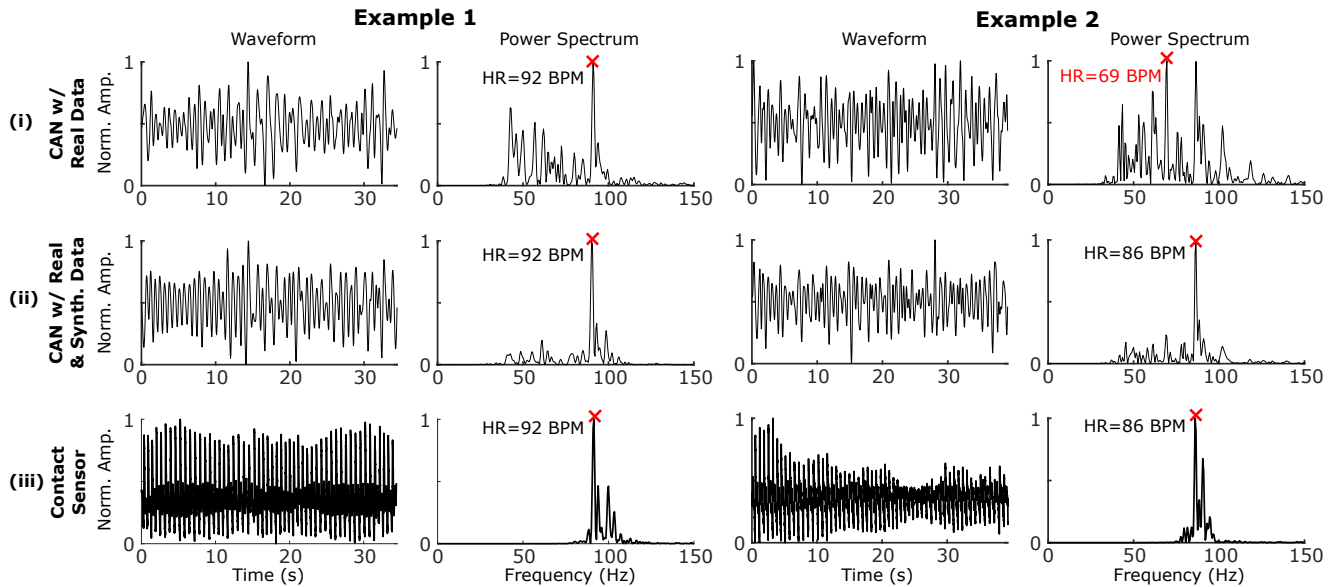 Example 1
Example 2
Waveform
Power Spectrum
Waveform
Power Spectrum
(i)
CAN w/
Real Data
Norm. Amp.
1
0
0 10 20 30
HR=92 BPM
1
0
0 50 100 150
1
0
0 10 20 30
HR=69 BPM
1
0
0 50 100 150
(ii)
CAN w/ Real
& Synth. Data
Norm. Amp.
1
0
0 10 20 30
HR=92 BPM
1
0
0 50 100 150
1
0
0 10 20 30
HR=86 BPM
1
0
0 50 100 150
(iii)
Contact
Sensor
Norm. Amp.
1
0
0 10 20 30
Time (s)
HR=92 BPM
1
0
0 50 100 150
Frequency (Hz)
1
0
0 10 20 30
Time (s)
HR=86 BPM
1
0
0 50 100 150
Frequency (Hz)